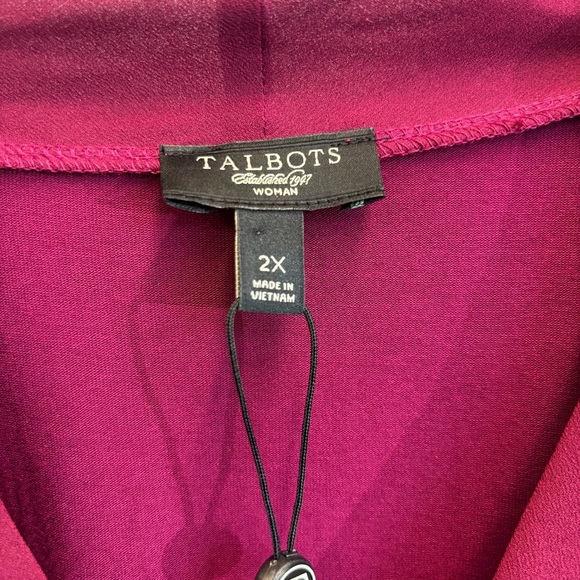 TALBOTS
Established 1947
WOMAN
2X
MADE IN
VIETNAM